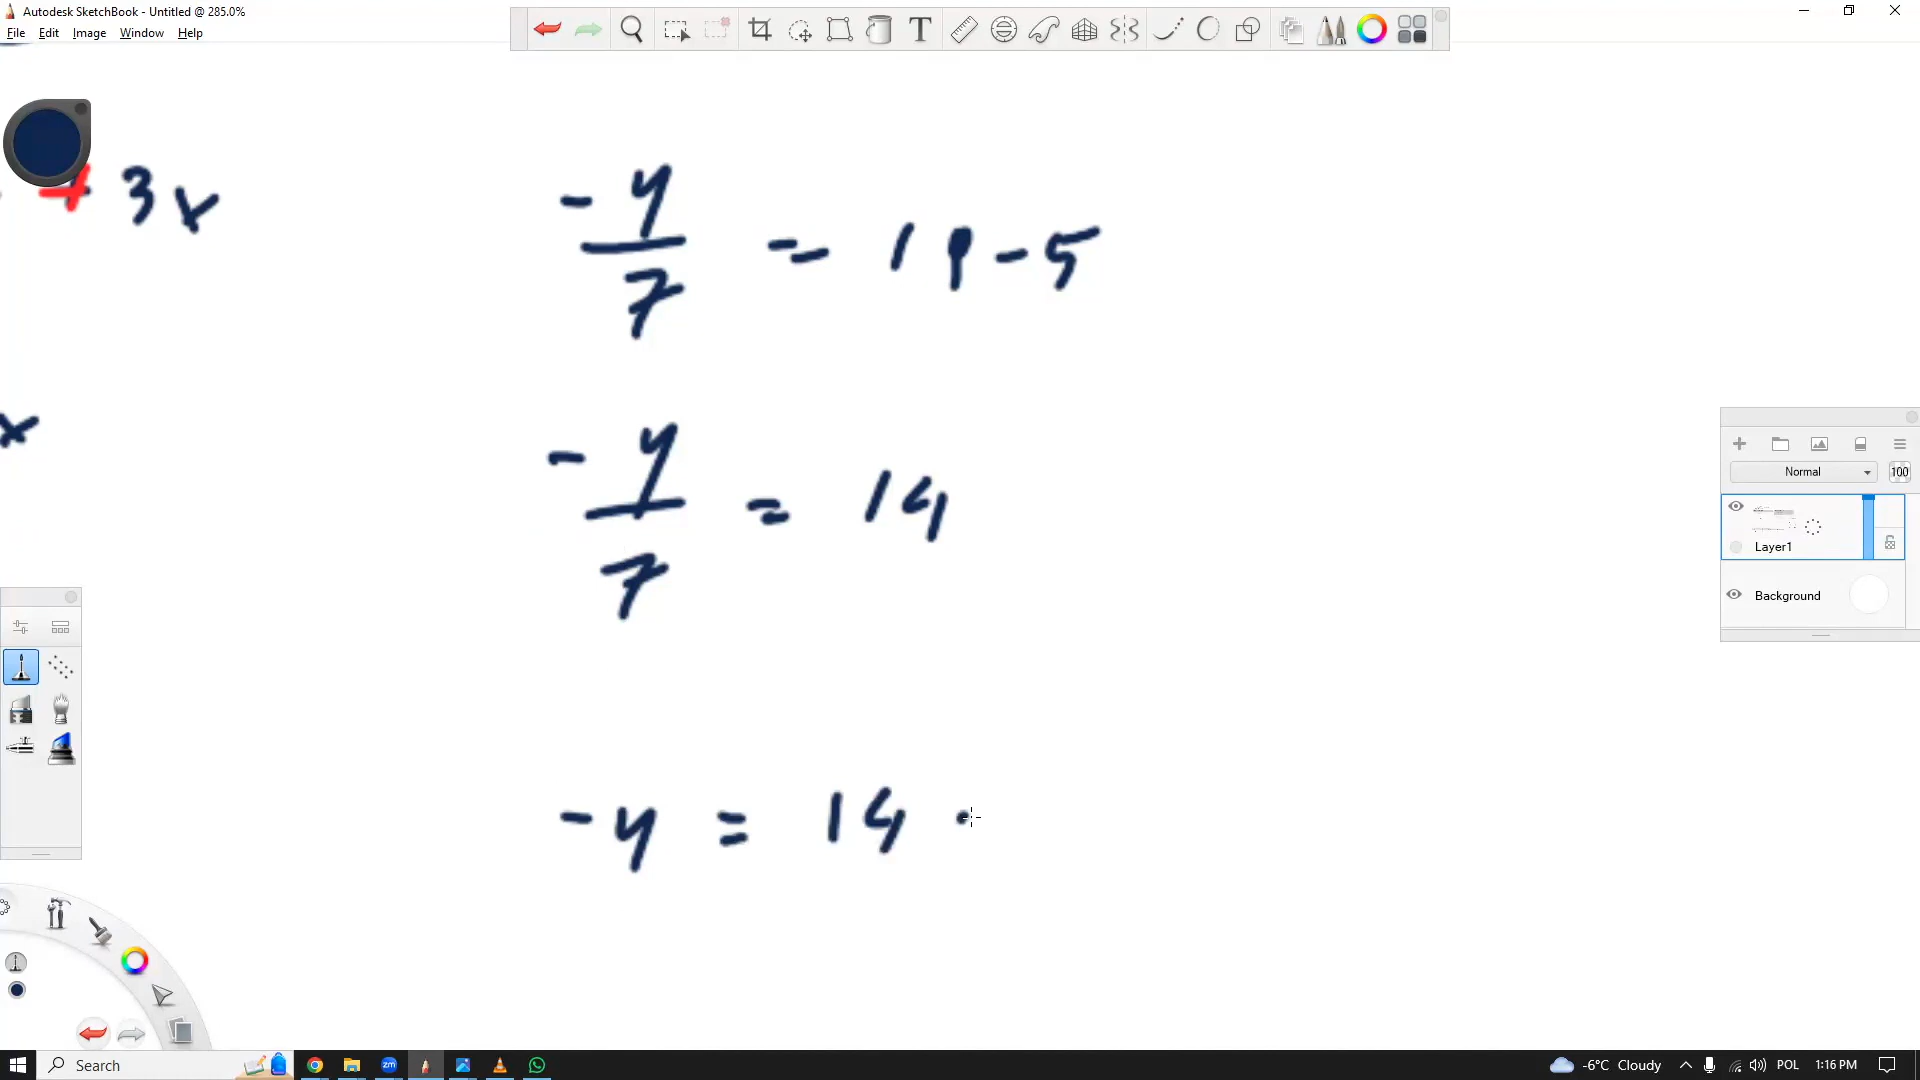 Autodesk SketchBook - Untitled @ 285.0%
File Edit Image Window Help
+ 3x
-y/7 = 19-5
x
-y/7 = 14
-y = 14 ·
Normal 100
Layer1
Background
Search
zm
-6°C Cloudy POL 1:16 PM